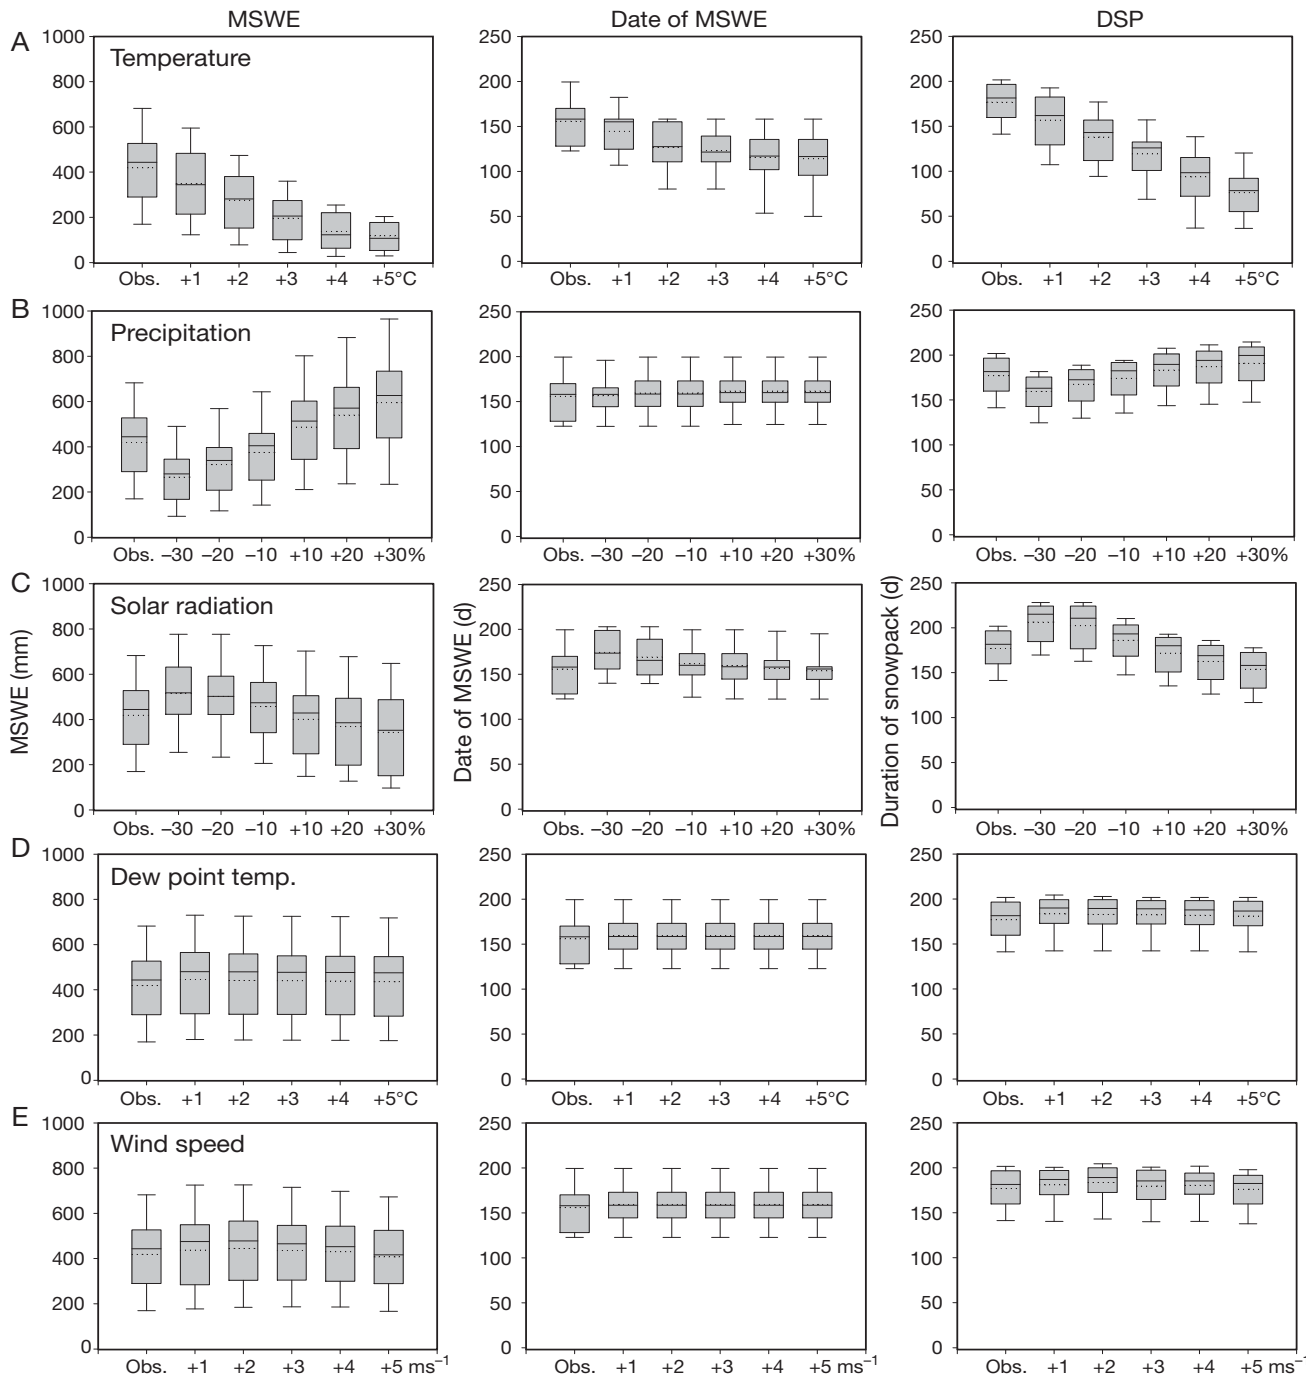 MSWE Date of MSWE DSP
A
Temperature
1000 800 600 400 200 0
250 200 150 100 50 0
250 200 150 100 50 0
Obs. +1 +2 +3 +4 +5°C
Obs. +1 +2 +3 +4 +5°C
Obs. +1 +2 +3 +4 +5°C
B
Precipitation
1000 800 600 400 200 0
250 200 150 100 50 0
250 200 150 100 50 0
Obs. –30 –20 –10 +10 +20 +30%
Obs. –30 –20 –10 +10 +20 +30%
Obs. –30 –20 –10 +10 +20 +30%
C
Solar radiation
MSWE (mm)
1000 800 600 400 200 0
Date of MSWE (d)
250 200 150 100 50 0
Duration of snowpack (d)
250 200 150 100 50 0
Obs. –30 –20 –10 +10 +20 +30%
Obs. –30 –20 –10 +10 +20 +30%
Obs. –30 –20 –10 +10 +20 +30%
D
Dew point temp.
1000 800 600 400 200 0
250 200 150 100 50 0
250 200 150 100 50 0
Obs. +1 +2 +3 +4 +5°C
Obs. +1 +2 +3 +4 +5°C
Obs. +1 +2 +3 +4 +5°C
E
Wind speed
1000 800 600 400 200 0
250 200 150 100 50 0
250 200 150 100 50 0
Obs. +1 +2 +3 +4 +5 ms⁻¹
Obs. +1 +2 +3 +4 +5 ms⁻¹
Obs. +1 +2 +3 +4 +5 ms⁻¹